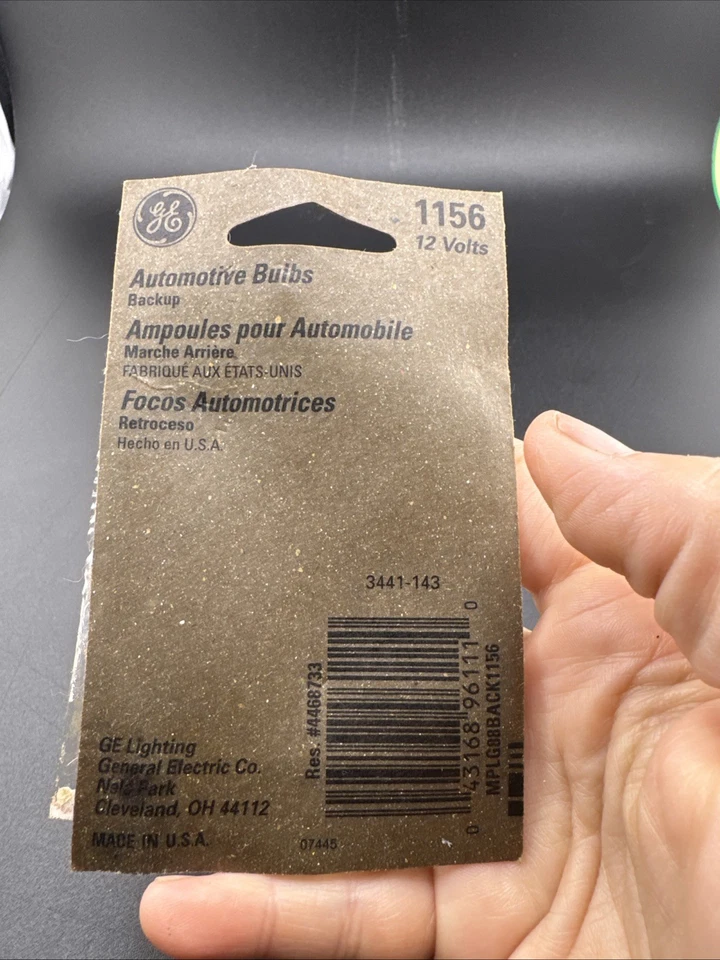 GE
1156
12 Volts
Automotive Bulbs
Backup
Ampoules pour Automobile
Marche Arrière
FABRIQUÉ AUX ÉTATS-UNIS
Focos Automotrices
Retroceso
Hecho en U.S.A.
3441-143
Res. #4468733
0 43168 96111 0
MPLG88BACK1156
GE Lighting
General Electric Co.
Nela Park
Cleveland, OH 44112
MADE IN U.S.A.
07445